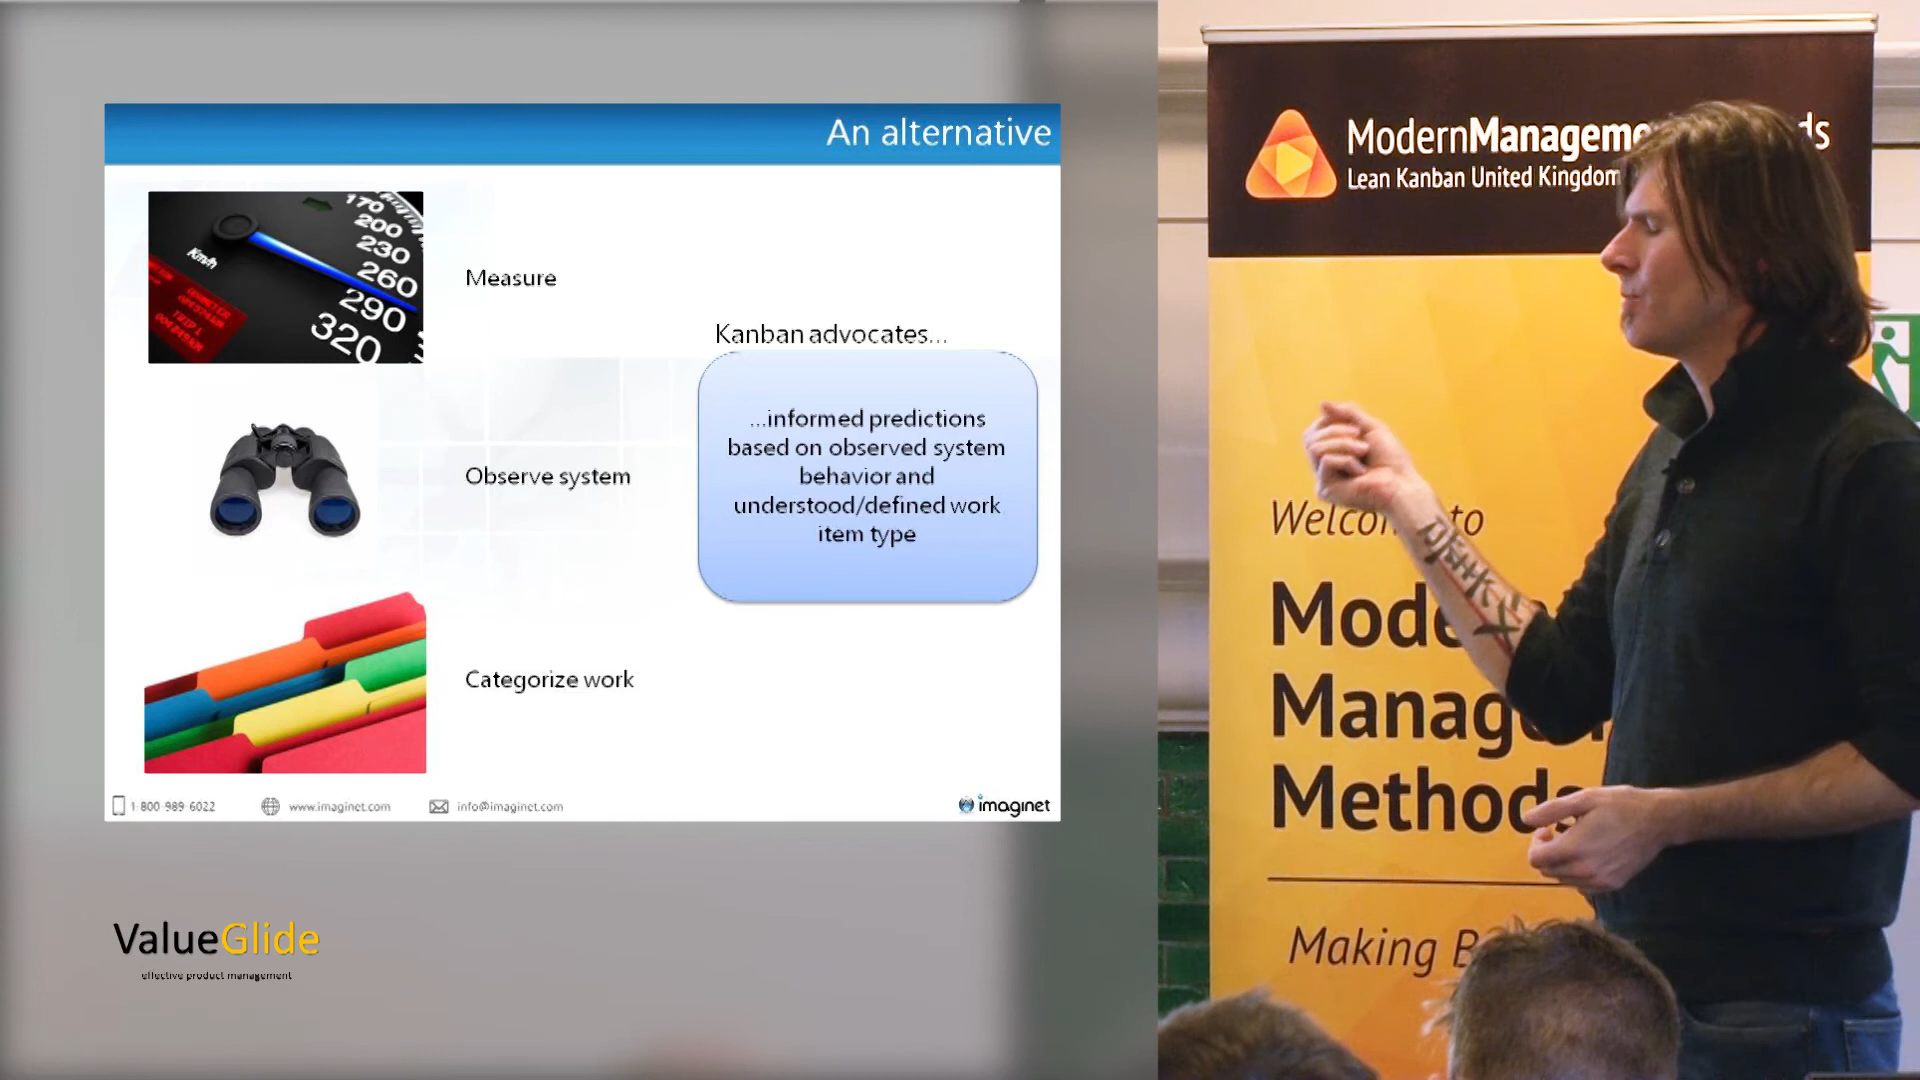 An alternative
170
200
230
260
290
320
Km/h
Measure
Kanban advocates...
...informed predictions
based on observed system
behavior and
understood/defined work
item type
Observe system
Categorize work
1-800-989-6022
www.imaginet.com
info@imaginet.com
imaginet
ValueGlide
effective product management
ModernManageme ds
Lean Kanban United Kingdom
Welco to
Mode
Manag
Methods
Making B